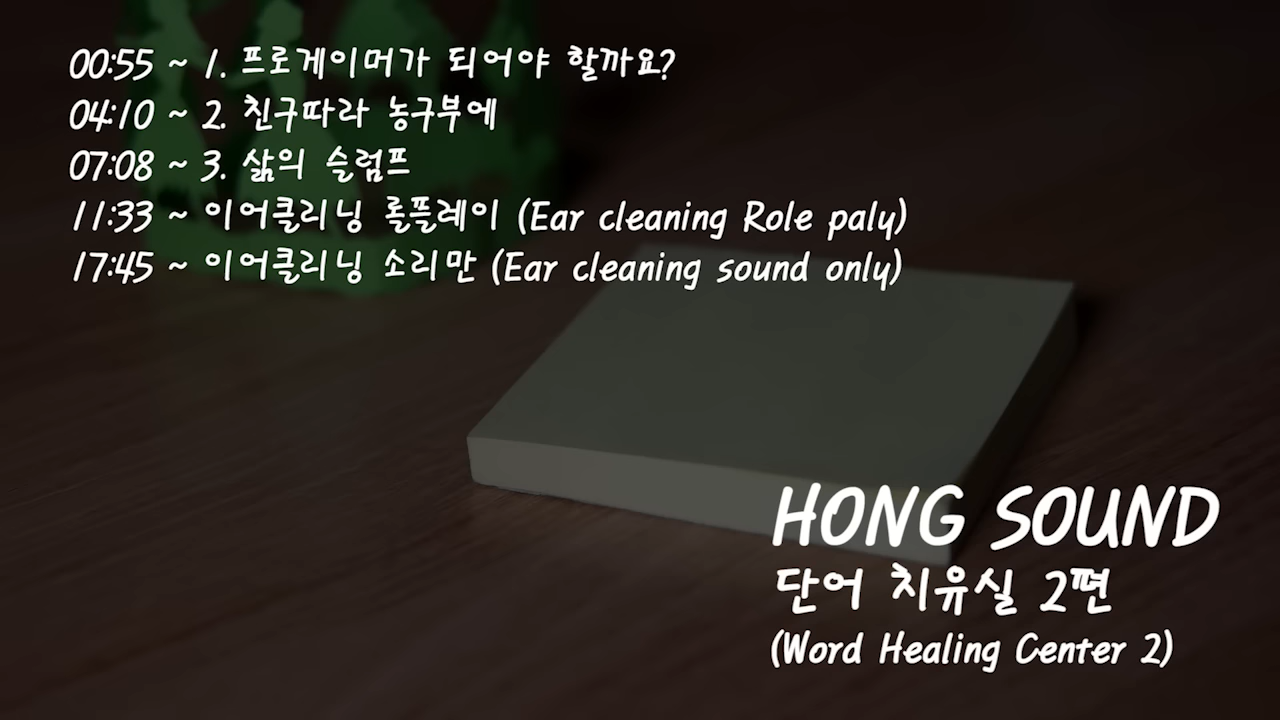 00:55 ~ 1. 프로게이머가 되어야 할까요?
04:10 ~ 2. 친구따라 농구부에
07:08 ~ 3. 삶의 슬럼프
11:33 ~ 이어클리닝 롤플레이 (Ear cleaning Role paly)
17:45 ~ 이어클리닝 소리만 (Ear cleaning sound only)
HONG SOUND
단어 치유실 2편
(Word Healing Center 2)